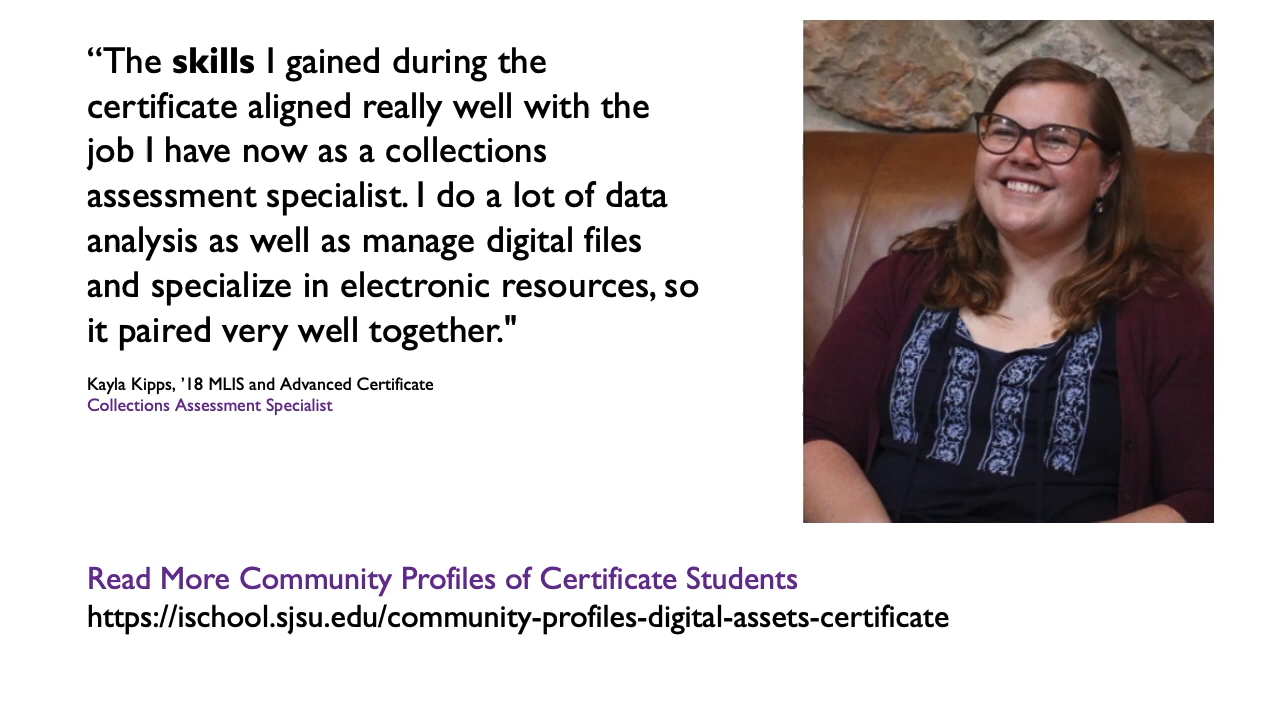 “The skills I gained during the
certificate aligned really well with the
job I have now as a collections
assessment specialist. I do a lot of data
analysis as well as manage digital files
and specialize in electronic resources, so
it paired very well together."
Kayla Kipps, ’18 MLIS and Advanced Certificate
Collections Assessment Specialist
Read More Community Profiles of Certificate Students
https://ischool.sjsu.edu/community-profiles-digital-assets-certificate